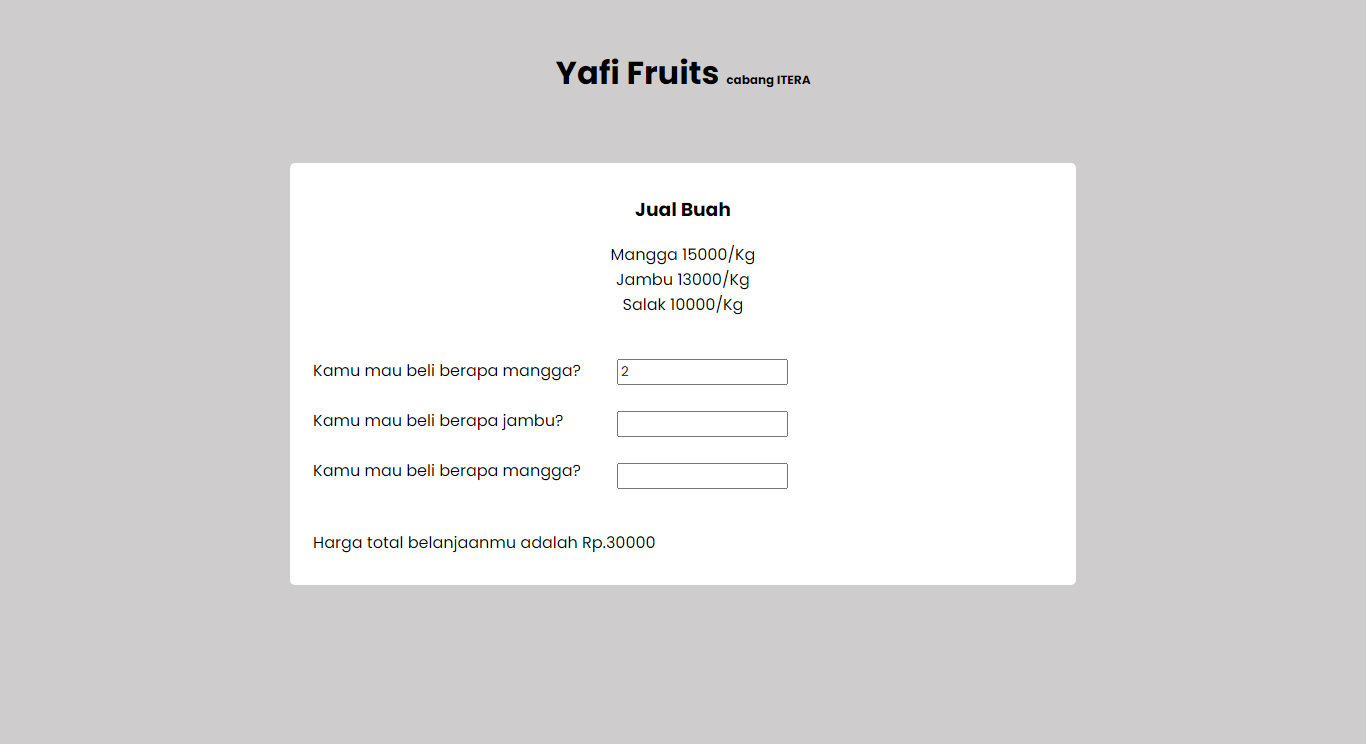 Yafi Fruits cabang ITERA
Jual Buah
Mangga 15000/Kg
Jambu 13000/Kg
Salak 10000/Kg
Kamu mau beli berapa mangga? 2
Kamu mau beli berapa jambu?
Kamu mau beli berapa mangga?
Harga total belanjaanmu adalah Rp.30000